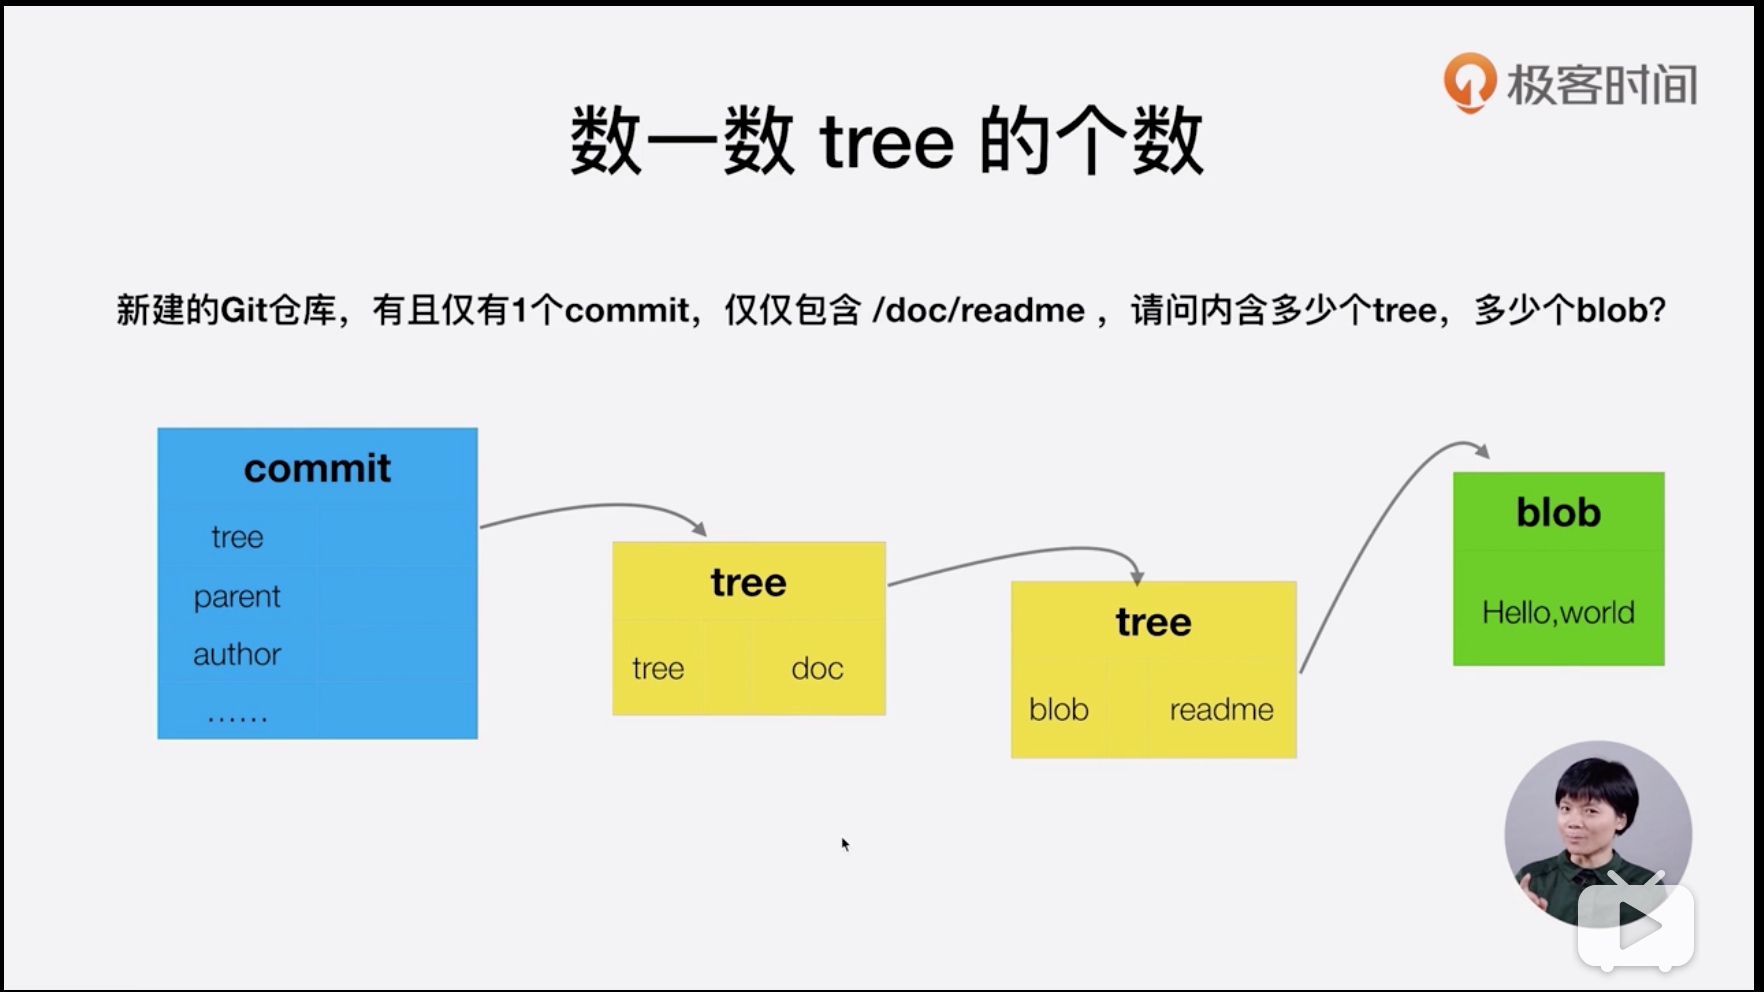 极客时间
数一数 tree 的个数
新建的Git仓库，有且仅有1个commit，仅仅包含 /doc/readme ，请问内含多少个tree，多少个blob？
commit
tree
parent
author
......
tree
tree doc
tree
blob readme
blob
Hello,world